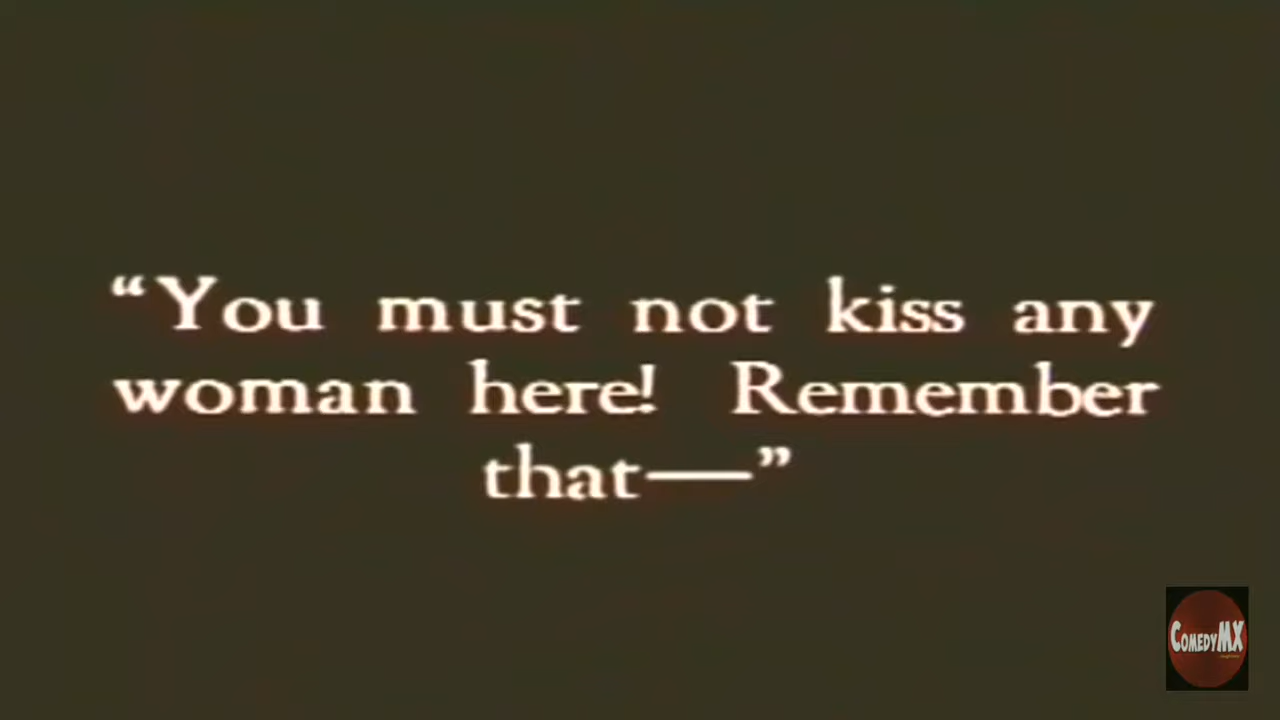 “You must not kiss any
woman here! Remember
that—”
COMEDYMX